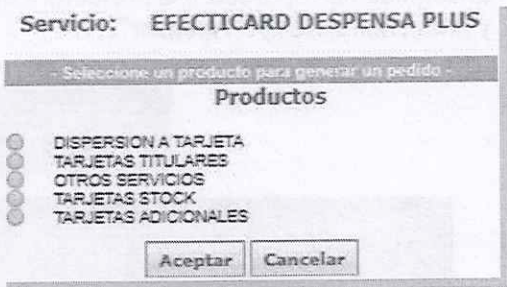 Servicio: EFECTICARD DESPENSA PLUS
- Seleccione un producto para generar un pedido -
Productos
DISPERSION A TARJETA
TARJETAS TITULARES
OTROS SERVICIOS
TARJETAS STOCK
TARJETAS ADICIONALES
Aceptar Cancelar